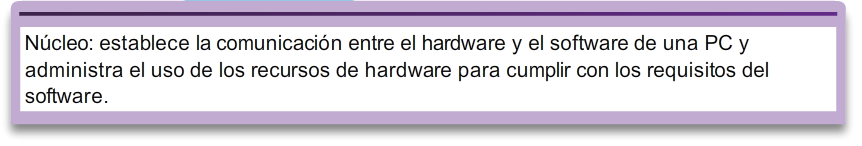 Núcleo: establece la comunicación entre el hardware y el software de una PC y
administra el uso de los recursos de hardware para cumplir con los requisitos del
software.